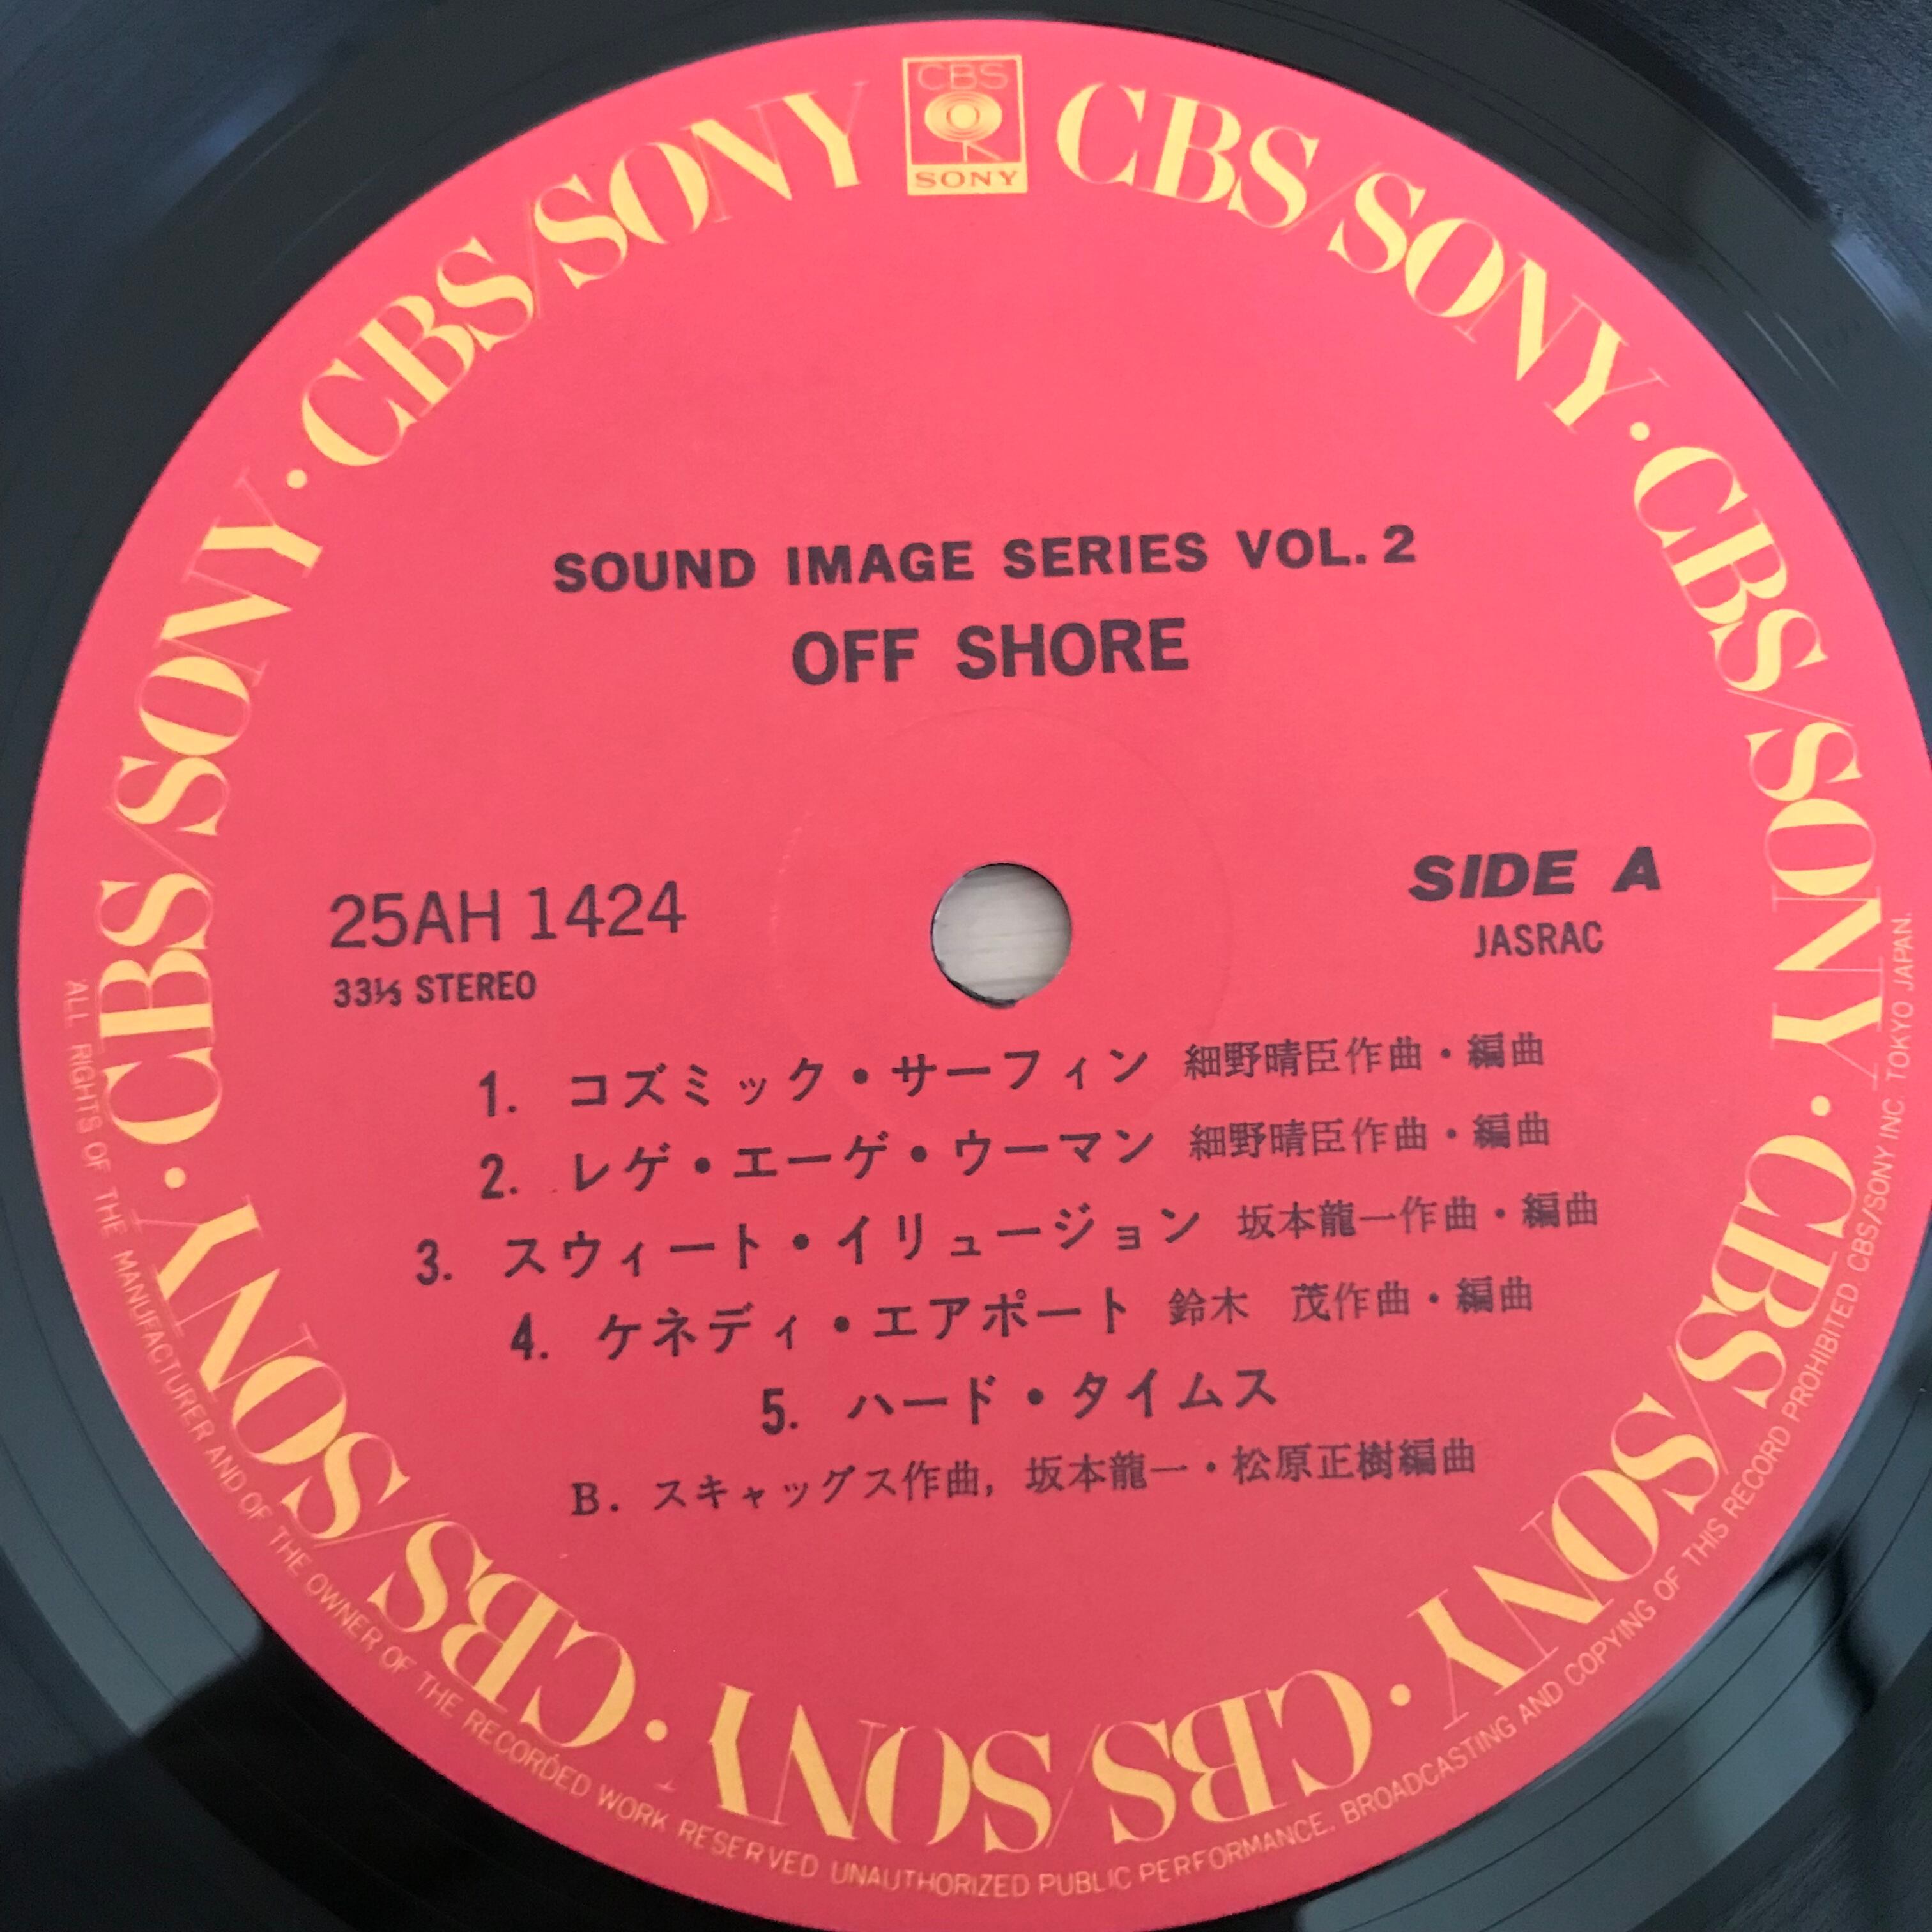 CBS
SONY
CBS/SONY · CBS/SONY · CBS/SONY · CBS/SONY · CBS/SONY · CBS/SONY · CBS/SONY
SOUND IMAGE SERIES VOL. 2
OFF SHORE
25AH 1424
33⅓ STEREO
SIDE A
JASRAC
1. コズミック・サーフィン 細野晴臣作曲・編曲
2. レゲ・エーゲ・ウーマン 細野晴臣作曲・編曲
3. スウィート・イリュージョン 坂本龍一作曲・編曲
4. ケネディ・エアポート 鈴木 茂作曲・編曲
5. ハード・タイムス
B. スキャッグス作曲, 坂本龍一・松原正樹編曲
ALL RIGHTS OF THE MANUFACTURER AND OF THE OWNER OF THE RECORDED WORK RESERVED UNAUTHORIZED PUBLIC PERFORMANCE. BROADCASTING AND COPYING OF THIS RECORD PROHIBITED. CBS/SONY INC. TOKYO JAPAN.